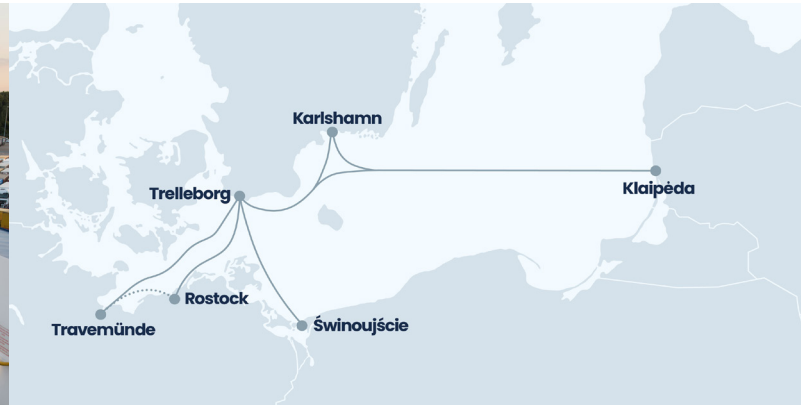 Karlshamn
Trelleborg
Klaipėda
Rostock
Travemünde
Świnoujście